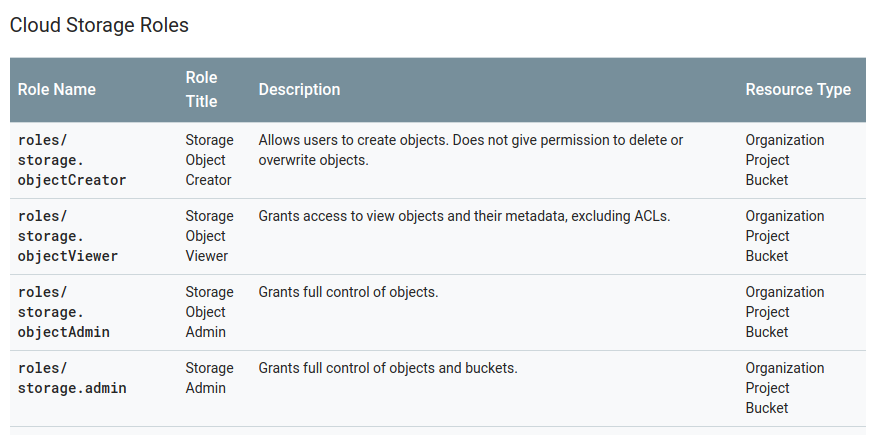 Cloud Storage Roles
Role Name
Role
Title
Description
Resource Type
roles/
storage.
objectCreator
Storage
Object
Creator
Allows users to create objects. Does not give permission to delete or
overwrite objects.
Organization
Project
Bucket
roles/
storage.
objectViewer
Storage
Object
Viewer
Grants access to view objects and their metadata, excluding ACLs.
Organization
Project
Bucket
roles/
storage.
objectAdmin
Storage
Object
Admin
Grants full control of objects.
Organization
Project
Bucket
roles/
storage.admin
Storage
Admin
Grants full control of objects and buckets.
Organization
Project
Bucket